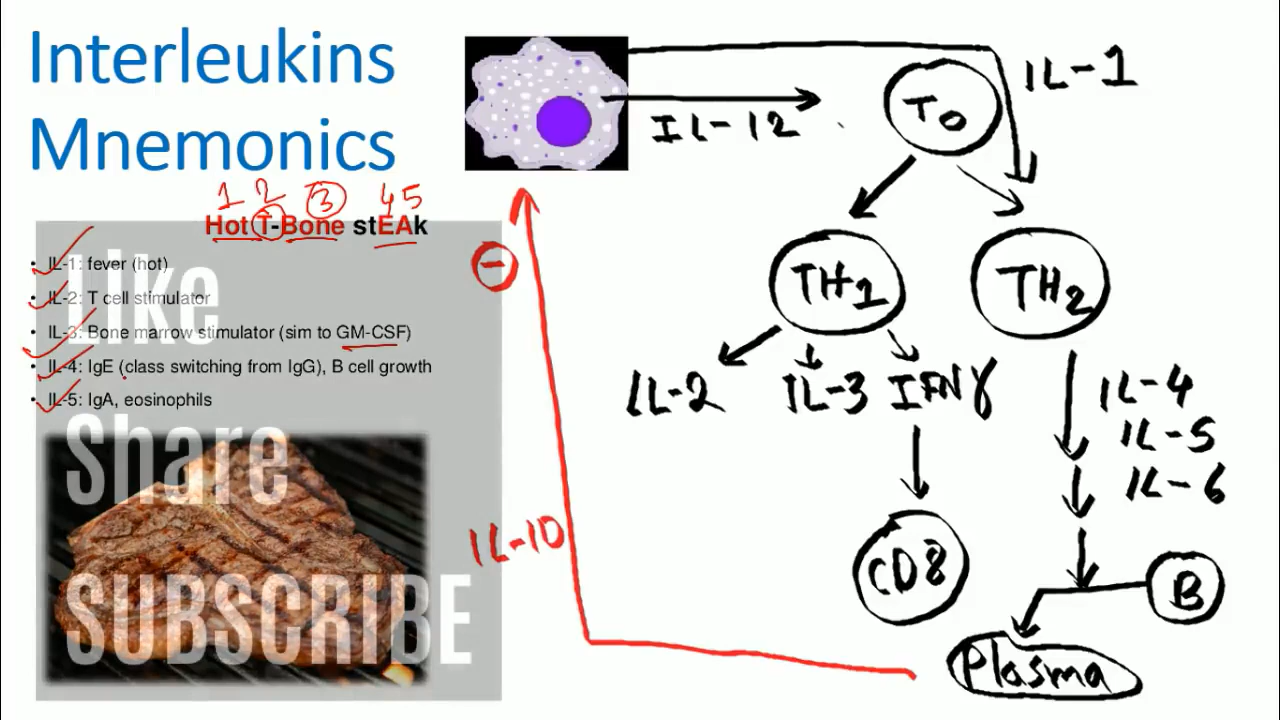 Interleukins
Mnemonics
1 2 3 45
Hot T-Bone stEAk
• IL-1: fever (hot)
• IL-2: T cell stimulator
• IL-3: Bone marrow stimulator (sim to GM-CSF)
• IL-4: IgE (class switching from IgG), B cell growth
• IL-5: IgA, eosinophils
Like
Share
SUBSCRIBE
IL-12
IL-1
TO
TH1
TH2
IL-2
IL-3
IFNγ
IL-4
IL-5
IL-6
CD8
B
Plasma
−
IL-10